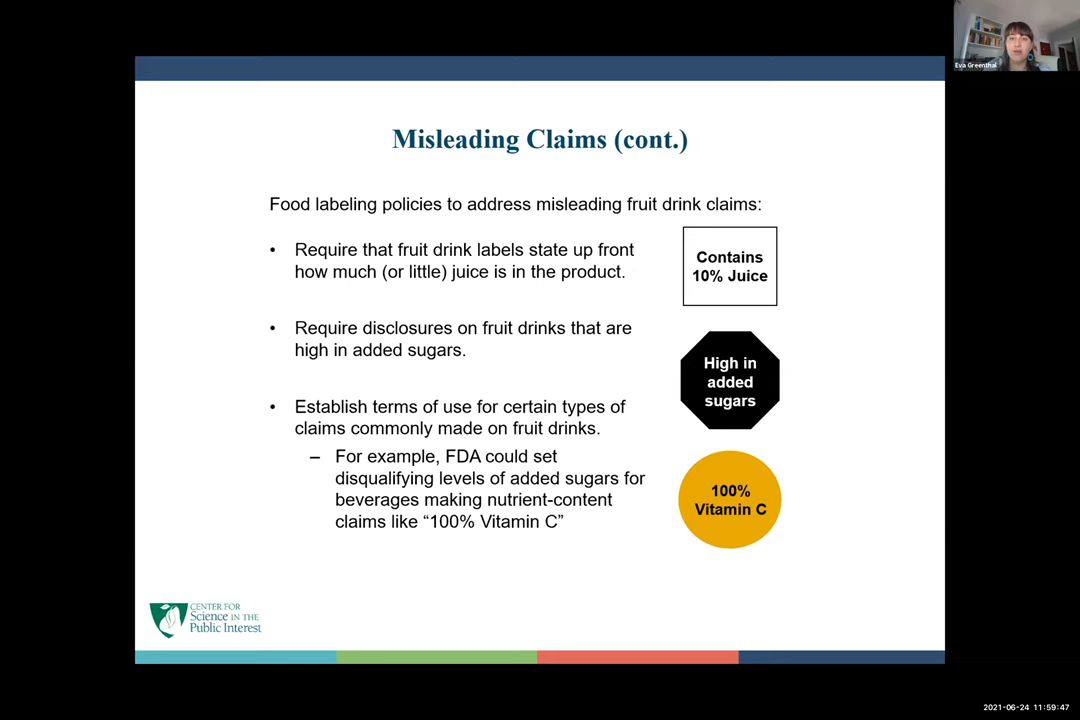 Eva Greenthal
Misleading Claims (cont.)
Food labeling policies to address misleading fruit drink claims:
• Require that fruit drink labels state up front
how much (or little) juice is in the product.
Contains
10% Juice
• Require disclosures on fruit drinks that are
high in added sugars.
High in
added
sugars
• Establish terms of use for certain types of
claims commonly made on fruit drinks.
– For example, FDA could set
disqualifying levels of added sugars for
beverages making nutrient-content
claims like “100% Vitamin C”
100%
Vitamin C
CENTER FOR
Science IN THE
Public Interest
2021-06-24 11:59:47